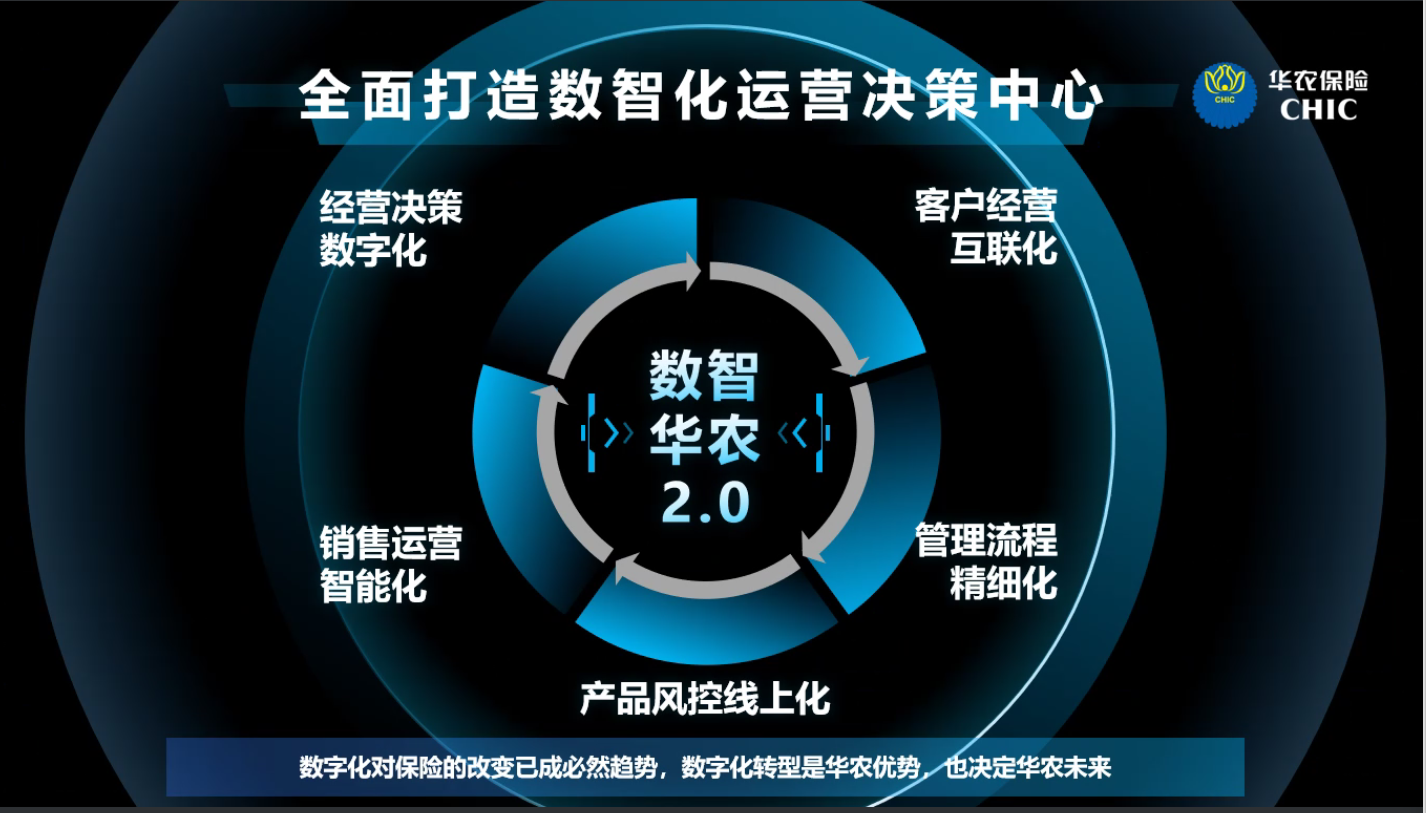 全面打造数智化运营决策中心
CHIC
华农保险
CHIC
经营决策
数字化
客户经营
互联化
数智
华农
2.0
销售运营
智能化
管理流程
精细化
产品风控线上化
数字化对保险的改变已成必然趋势，数字化转型是华农优势，也决定华农未来